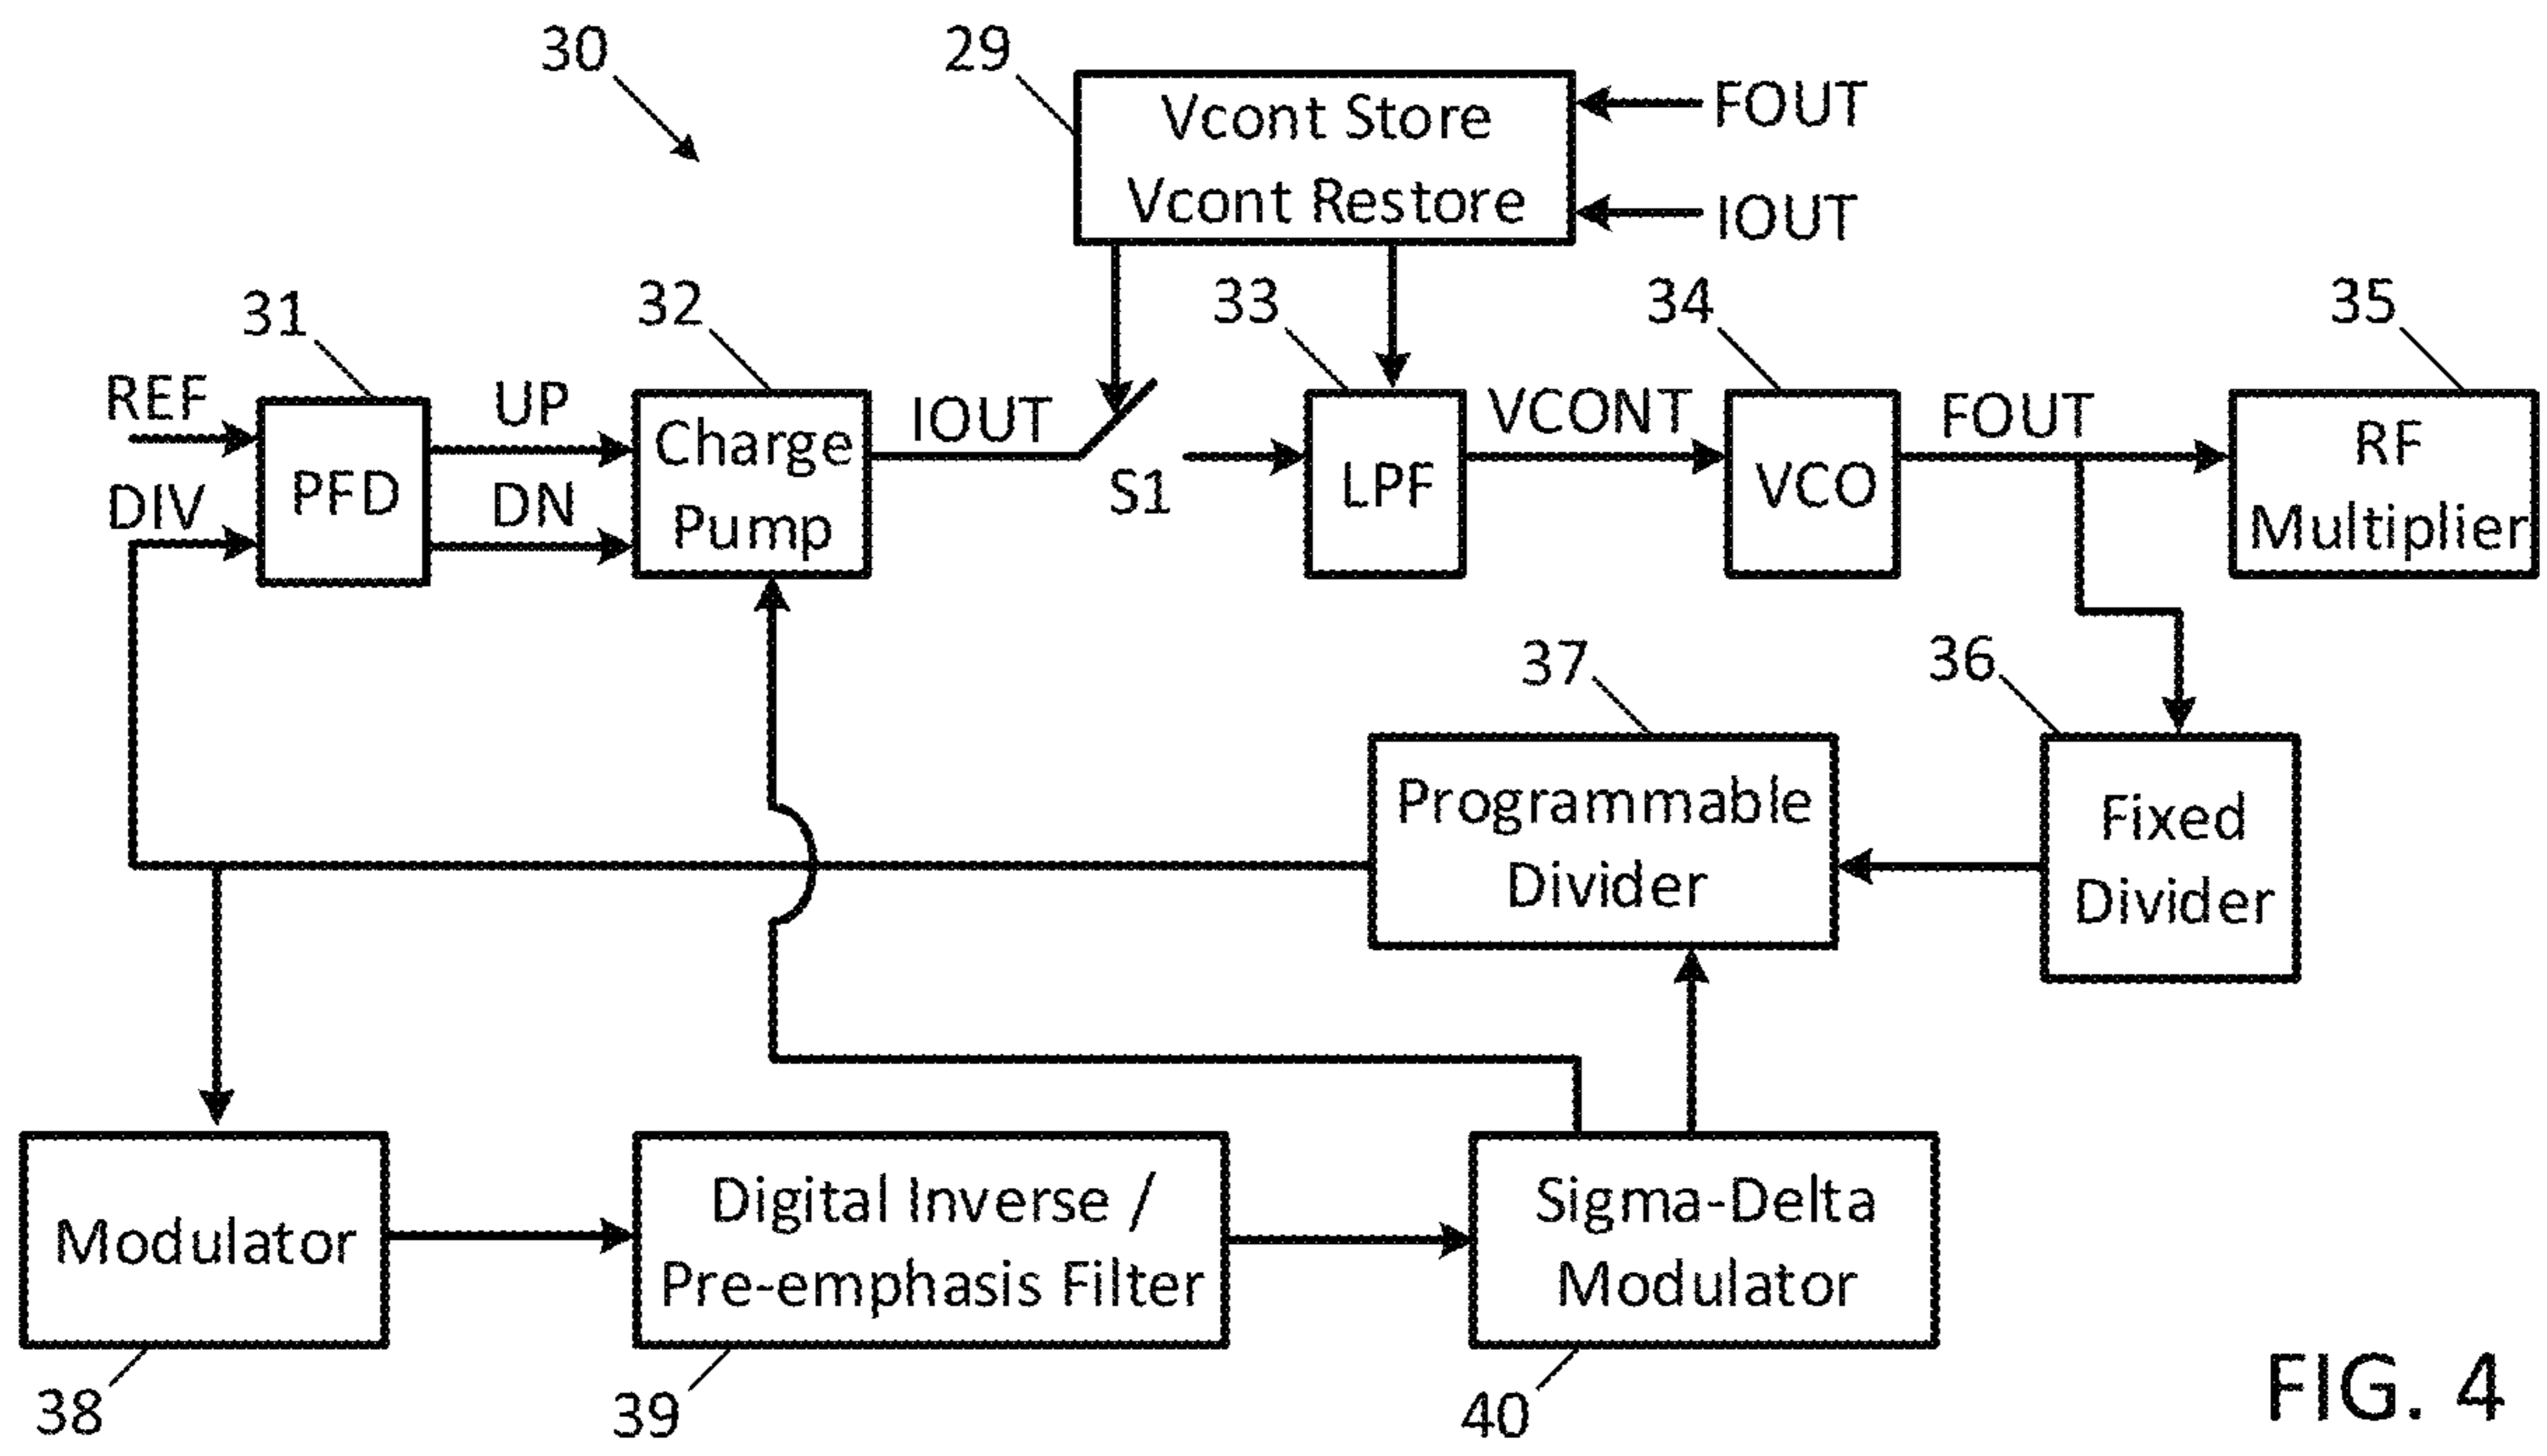 30
29
Vcont Store
Vcont Restore
FOUT
IOUT
31
32
33
34
35
REF
DIV
PFD
UP
DN
Charge
Pump
IOUT
S1
LPF
VCONT
VCO
FOUT
RF
Multiplier
37
36
Programmable
Divider
Fixed
Divider
Modulator
Digital Inverse /
Pre-emphasis Filter
Sigma-Delta
Modulator
38
39
40
FIG. 4